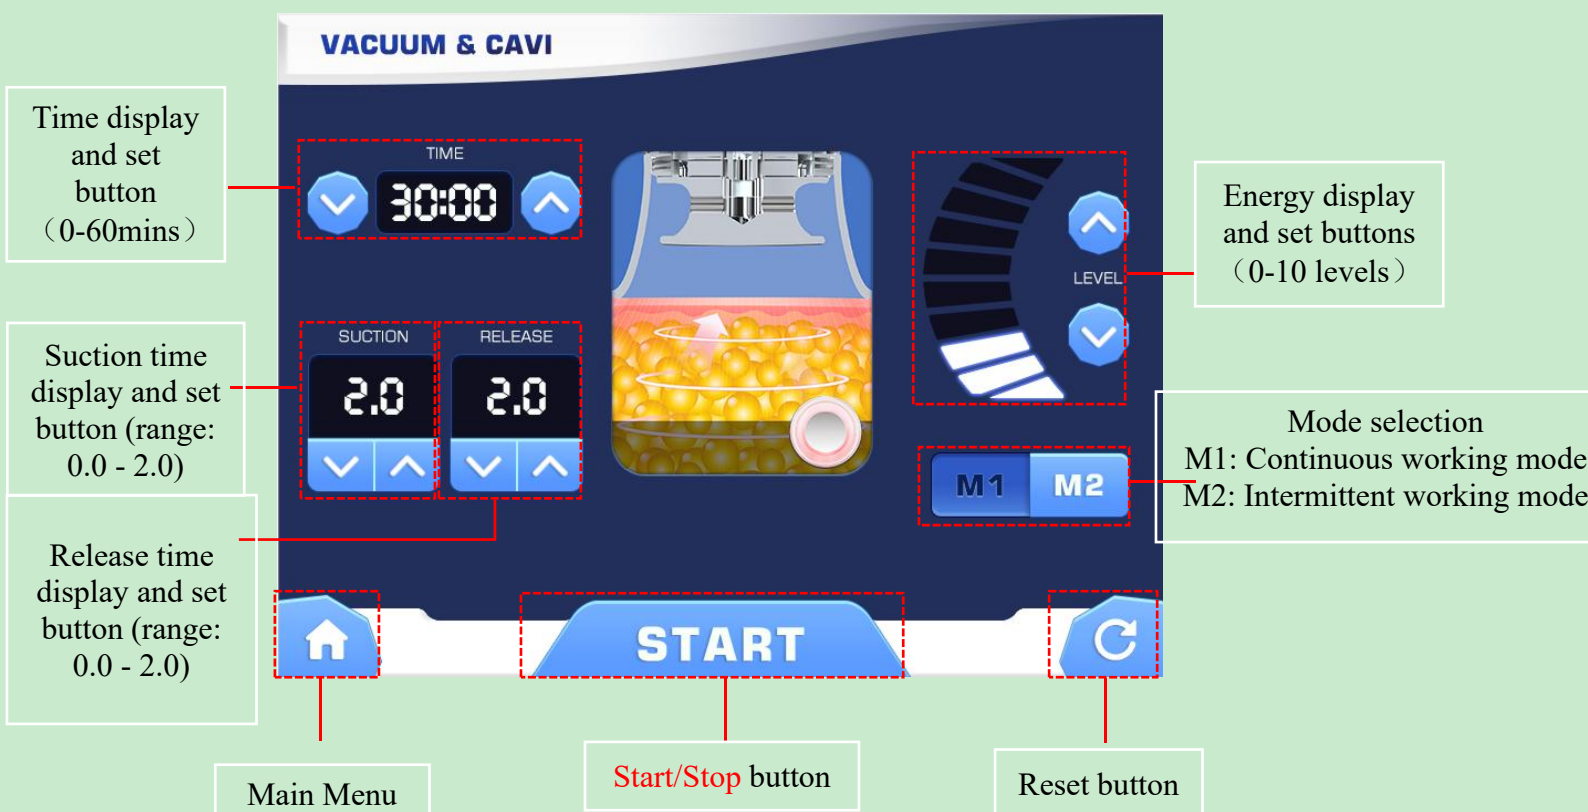 VACUUM & CAVI
Time display
and set
button
（0-60mins）
TIME
30:00
Energy display
and set buttons
（0-10 levels）
LEVEL
Suction time
display and set
button (range:
0.0 - 2.0)
SUCTION
2.0
RELEASE
2.0
Mode selection
M1: Continuous working mode
M2: Intermittent working mode
M1
M2
Release time
display and set
button (range:
0.0 - 2.0)
START
Main Menu
Start/Stop button
Reset button